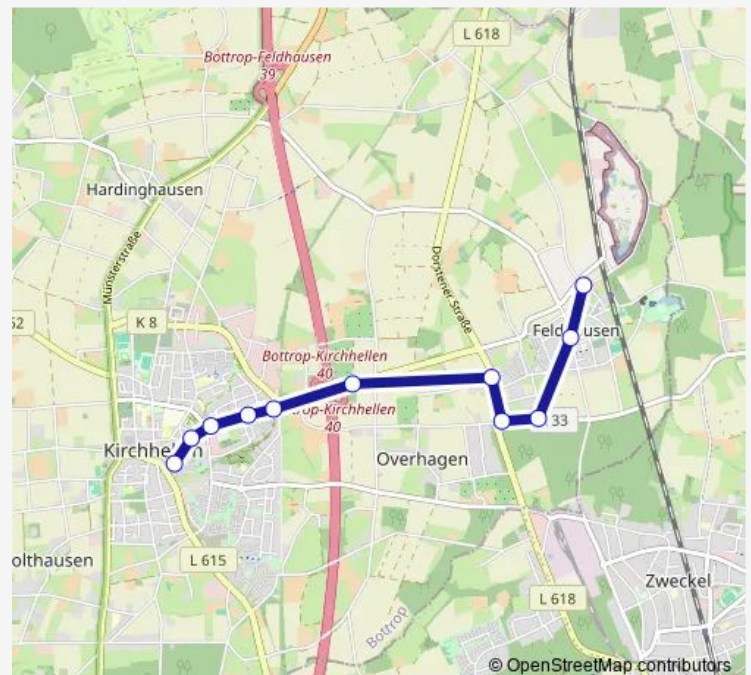 L 618
Bottrop-Feldhausen
39
Hardinghausen
Münsterstraße
Dorstener Straße
52
K 8
Feldhausen
Bottrop-Kirchhellen
40
Bottrop-Kirchhellen
40
33
Kirchhellen
Overhagen
olthausen
L 615
Zweckel
L 618
Bottrop
© OpenStreetMap contributors